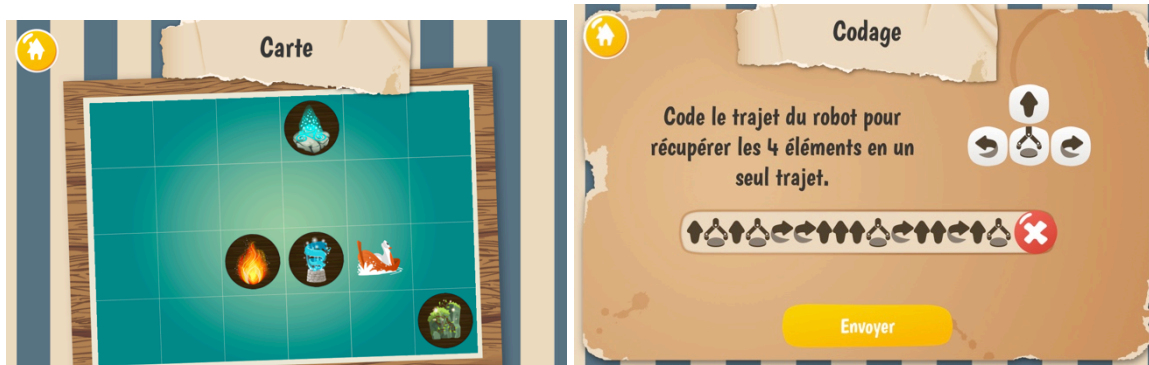 Carte
Codage
Code le trajet du robot pour
récupérer les 4 éléments en un
seul trajet.
Envoyer